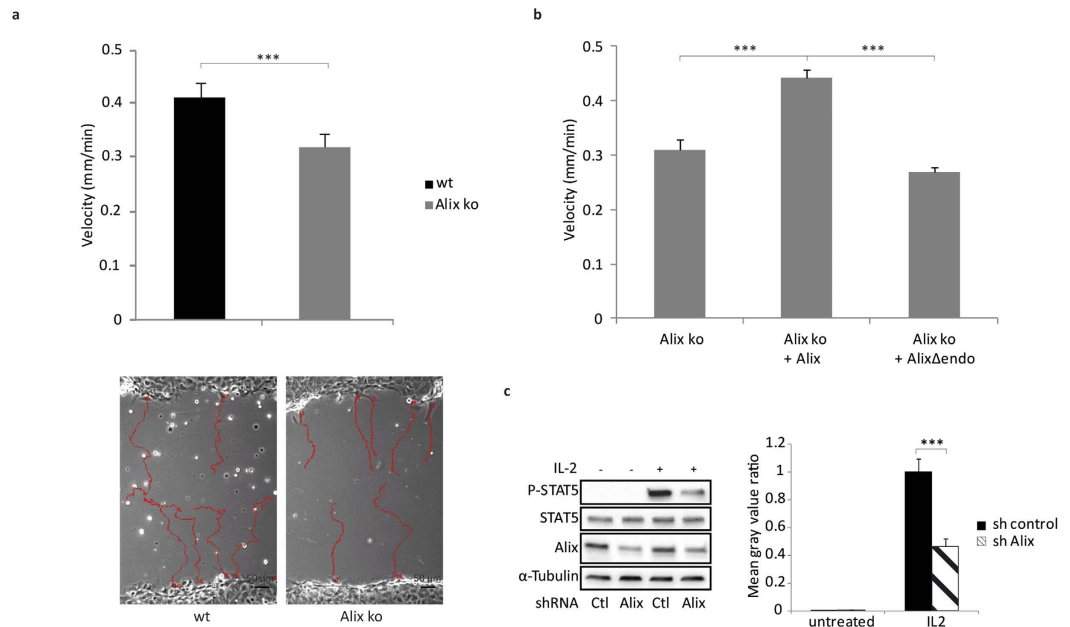 a
0.5
0.4
0.3
0.2
0.1
0
Velocity (mm/min)
***
wt
Alix ko
wt
Alix ko
b
0.5
0.4
0.3
0.2
0.1
0
Velocity (mm/min)
***
***
Alix ko
Alix ko
+ Alix
Alix ko
+ AlixΔendo
c
IL-2 - - + +
P-STAT5
STAT5
Alix
α-Tubulin
shRNA Ctl Alix Ctl Alix
1.2
1
0.8
0.6
0.4
0.2
0
Mean gray value ratio
***
sh control
sh Alix
untreated
IL2